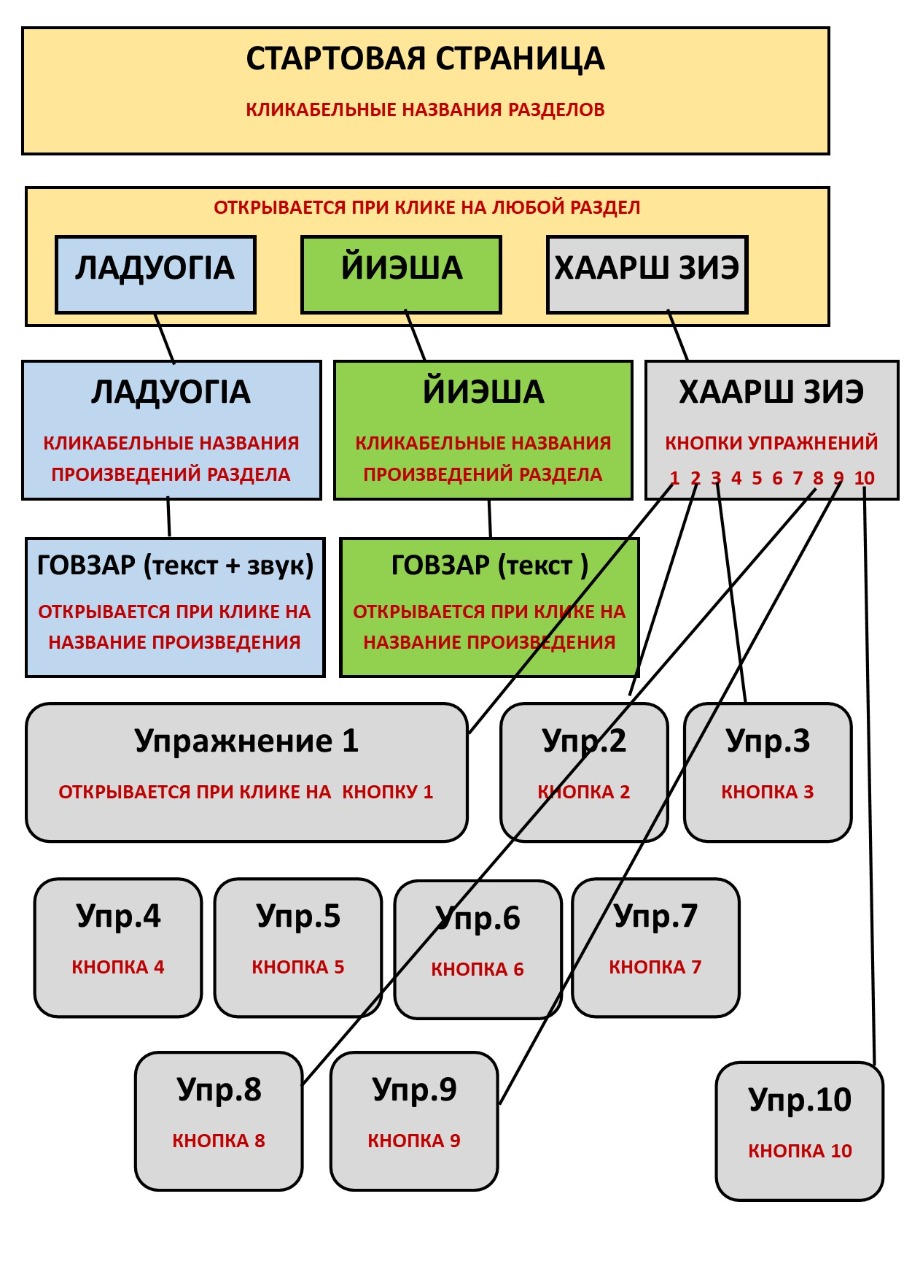 СТАРТОВАЯ СТРАНИЦА
КЛИКАБЕЛЬНЫЕ НАЗВАНИЯ РАЗДЕЛОВ
ОТКРЫВАЕТСЯ ПРИ КЛИКЕ НА ЛЮБОЙ РАЗДЕЛ
ЛАДУОГIА
ЙИЭША
ХААРШ ЗИЭ
ЛАДУОГIА
КЛИКАБЕЛЬНЫЕ НАЗВАНИЯ
ПРОИЗВЕДЕНИЙ РАЗДЕЛА
ЙИЭША
КЛИКАБЕЛЬНЫЕ НАЗВАНИЯ
ПРОИЗВЕДЕНИЙ РАЗДЕЛА
ХААРШ ЗИЭ
КНОПКИ УПРАЖНЕНИЙ
1 2 3 4 5 6 7 8 9 10
ГОВЗАР (текст + звук)
ОТКРЫВАЕТСЯ ПРИ КЛИКЕ НА
НАЗВАНИЕ ПРОИЗВЕДЕНИЯ
ГОВЗАР (текст )
ОТКРЫВАЕТСЯ ПРИ КЛИКЕ НА
НАЗВАНИЕ ПРОИЗВЕДЕНИЯ
Упражнение 1
ОТКРЫВАЕТСЯ ПРИ КЛИКЕ НА КНОПКУ 1
Упр.2
КНОПКА 2
Упр.3
КНОПКА 3
Упр.4
КНОПКА 4
Упр.5
КНОПКА 5
Упр.6
КНОПКА 6
Упр.7
КНОПКА 7
Упр.8
КНОПКА 8
Упр.9
КНОПКА 9
Упр.10
КНОПКА 10